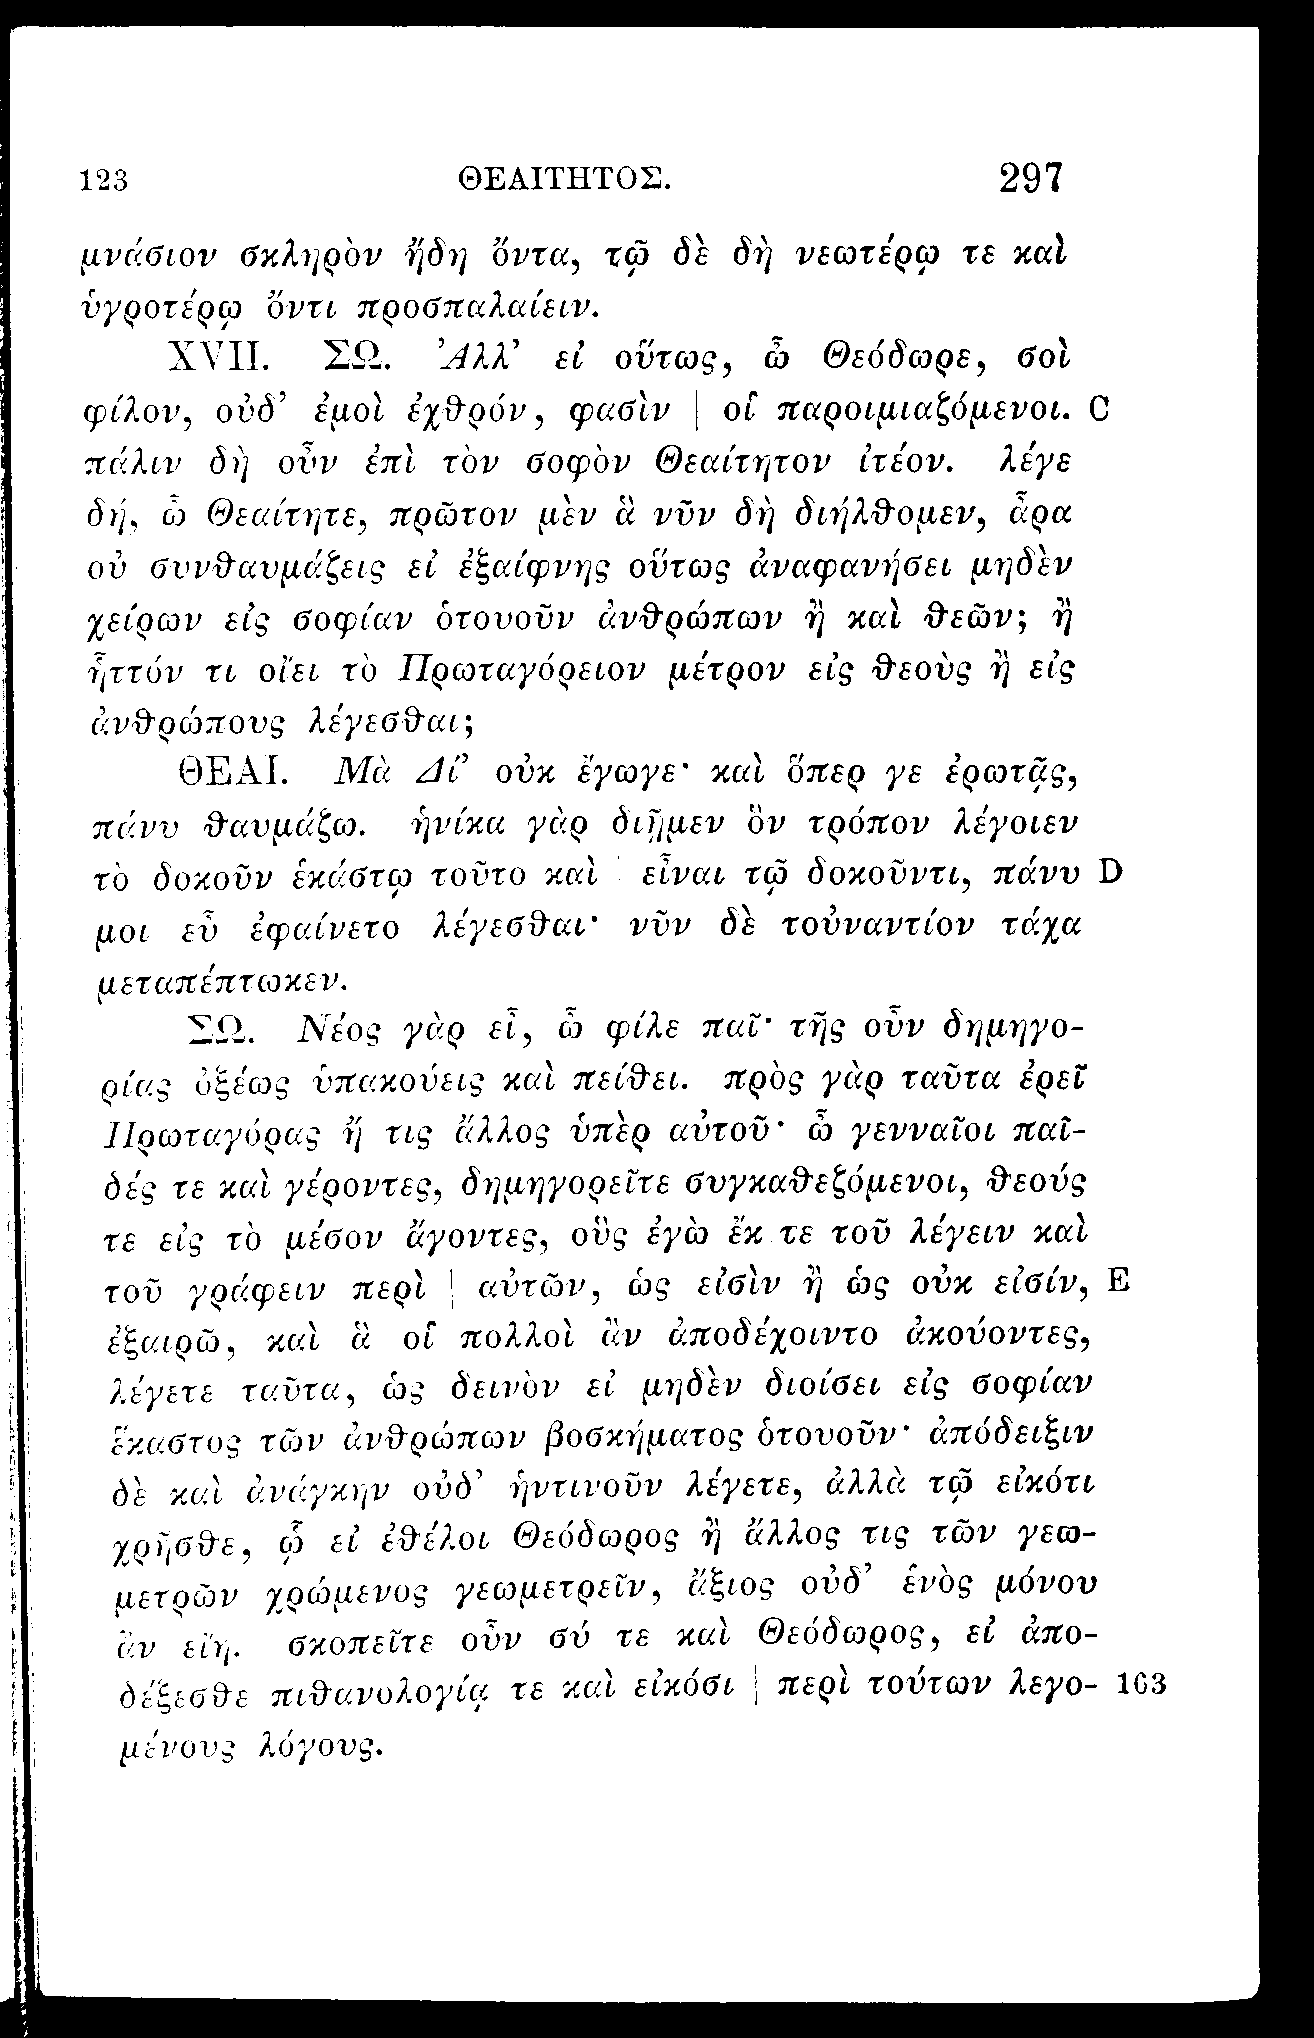 123 ΘΕΑΙΤΗΤΟΣ. 297
μνάσιον σκληρὸν ἤδη ὄντα, τῷ δὲ δὴ νεωτέρῳ τε καὶ
ὑγροτέρῳ ὄντι προσπαλαίειν.
XVII. ΣΩ. Ἀλλ’ εἰ οὕτως, ὦ Θεόδωρε, σοὶ
φίλον, οὐδ’ ἐμοὶ ἐχθρόν, φασὶν | οἱ παροιμιαζόμενοι. C
πάλιν δὴ οὖν ἐπὶ τὸν σοφὸν Θεαίτητον ἰτέον. λέγε
δή, ὦ Θεαίτητε, πρῶτον μὲν ἃ νῦν δὴ διήλθομεν, ἆρα
οὐ συνθαυμάζεις εἰ ἐξαίφνης οὕτως ἀναφανήσει μηδὲν
χείρων εἰς σοφίαν ὁτουοῦν ἀνθρώπων ἢ καὶ θεῶν; ἢ
ἧττόν τι οἴει τὸ Πρωταγόρειον μέτρον εἰς θεοὺς ἢ εἰς
ἀνθρώπους λέγεσθαι;
ΘΕΑΙ. Μὰ Δί’ οὐκ ἔγωγε· καὶ ὅπερ γε ἐρωτᾷς,
πάνυ θαυμάζω. ἡνίκα γὰρ διῇμεν ὃν τρόπον λέγοιεν
τὸ δοκοῦν ἑκάστῳ τοῦτο καὶ εἶναι τῷ δοκοῦντι, πάνυ D
μοι εὖ ἐφαίνετο λέγεσθαι· νῦν δὲ τοὐναντίον τάχα
μεταπέπτωκεν.
ΣΩ. Νέος γὰρ εἶ, ὦ φίλε παῖ· τῆς οὖν δημηγο-
ρίας ὀξέως ὑπακούεις καὶ πείθει. πρὸς γὰρ ταῦτα ἐρεῖ
Πρωταγόρας ἤ τις ἄλλος ὑπὲρ αὐτοῦ· ὦ γενναῖοι παῖ-
δές τε καὶ γέροντες, δημηγορεῖτε συγκαθεζόμενοι, θεούς
τε εἰς τὸ μέσον ἄγοντες, οὓς ἐγὼ ἔκ τε τοῦ λέγειν καὶ
τοῦ γράφειν περὶ | αὐτῶν, ὡς εἰσὶν ἢ ὡς οὐκ εἰσίν, E
ἐξαιρῶ, καὶ ἃ οἱ πολλοὶ ἂν ἀποδέχοιντο ἀκούοντες,
λέγετε ταῦτα, ὡς δεινὸν εἰ μηδὲν διοίσει εἰς σοφίαν
ἕκαστος τῶν ἀνθρώπων βοσκήματος ὁτουοῦν· ἀπόδειξιν
δὲ καὶ ἀνάγκην οὐδ’ ἡντινοῦν λέγετε, ἀλλὰ τῷ εἰκότι
χρῆσθε, ᾧ εἰ ἐθέλοι Θεόδωρος ἢ ἄλλος τις τῶν γεω-
μετρῶν χρώμενος γεωμετρεῖν, ἄξιος οὐδ’ ἑνὸς μόνου
ἂν εἴη. σκοπεῖτε οὖν σύ τε καὶ Θεόδωρος, εἰ ἀπο-
δέξεσθε πιθανολογίᾳ τε καὶ εἰκόσι | περὶ τούτων λεγο- 163
μένους λόγους.